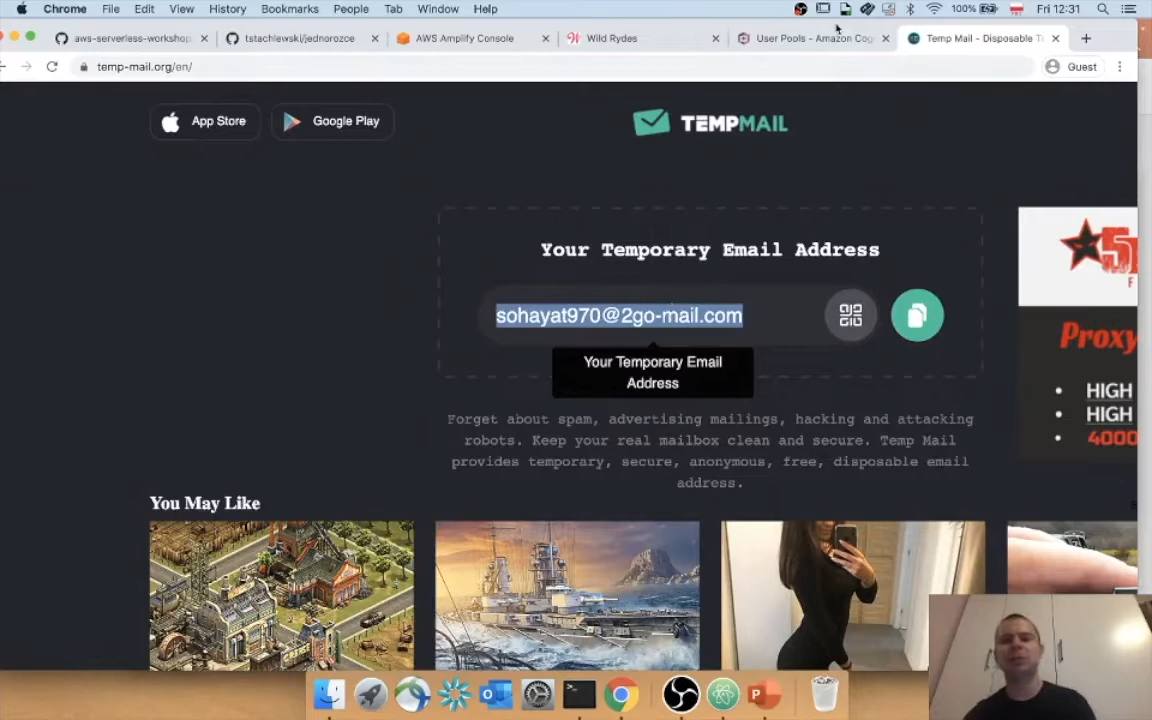 Chrome File Edit View History Bookmarks People Tab Window Help 100% Fri 12:31
aws-serverless-workshop tstachlewski/jednorozce AWS Amplify Console Wild Rydes User Pools - Amazon Cog Temp Mail - Disposable T
temp-mail.org/en/ Guest
App Store Google Play TEMPMAIL
Your Temporary Email Address
sohayat970@2go-mail.com
Your Temporary Email
Address
Proxy
HIGH
HIGH
4000
Forget about spam, advertising mailings, hacking and attacking
robots. Keep your real mailbox clean and secure. Temp Mail
provides temporary, secure, anonymous, free, disposable email
address.
You May Like